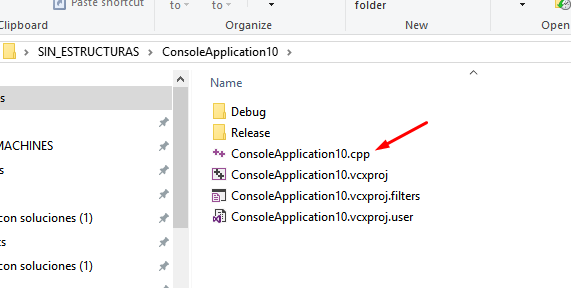 Paste shortcut
to
to
folder
Clipboard
Organize
New
Open
SIN_ESTRUCTURAS > ConsoleApplication10 >
Name
Debug
Release
MACHINES
ConsoleApplication10.cpp
ConsoleApplication10.vcxproj
ConsoleApplication10.vcxproj.filters
con soluciones (1)
ConsoleApplication10.vcxproj.user
con soluciones (1)